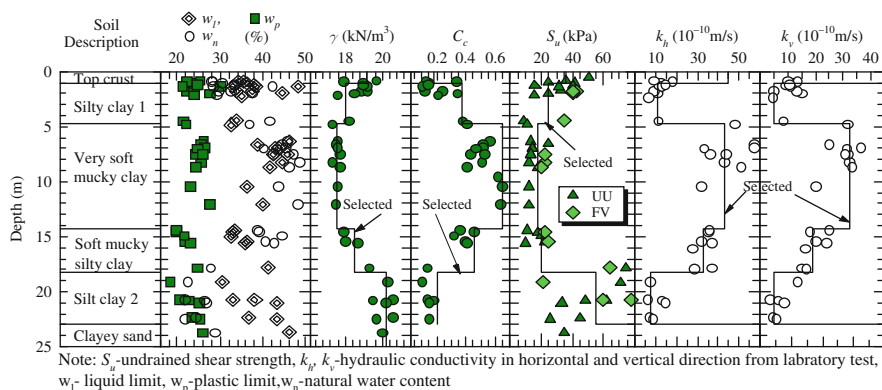 Soil Description
w_l, w_p
w_n (%)
γ (kN/m³)
C_c
S_u (kPa)
k_h (10⁻¹⁰m/s)
k_v (10⁻¹⁰m/s)
20 30 40 50
18 20
0.2 0.4 0.6
0 20 40 60
10 30 50
10 20 30
Depth (m)
0
5
10
15
20
25
Top crust
Silty clay 1
Very soft mucky clay
Soft mucky silty clay
Silt clay 2
Clayey sand
Selected
Selected
Selected
Selected
UU
FV
Note: S_u-undrained shear strength, k_h, k_v-hydraulic conductivity in horizontal and vertical direction from labratory test,
w_l- liquid limit, w_p-plastic limit,w_n-natural water content